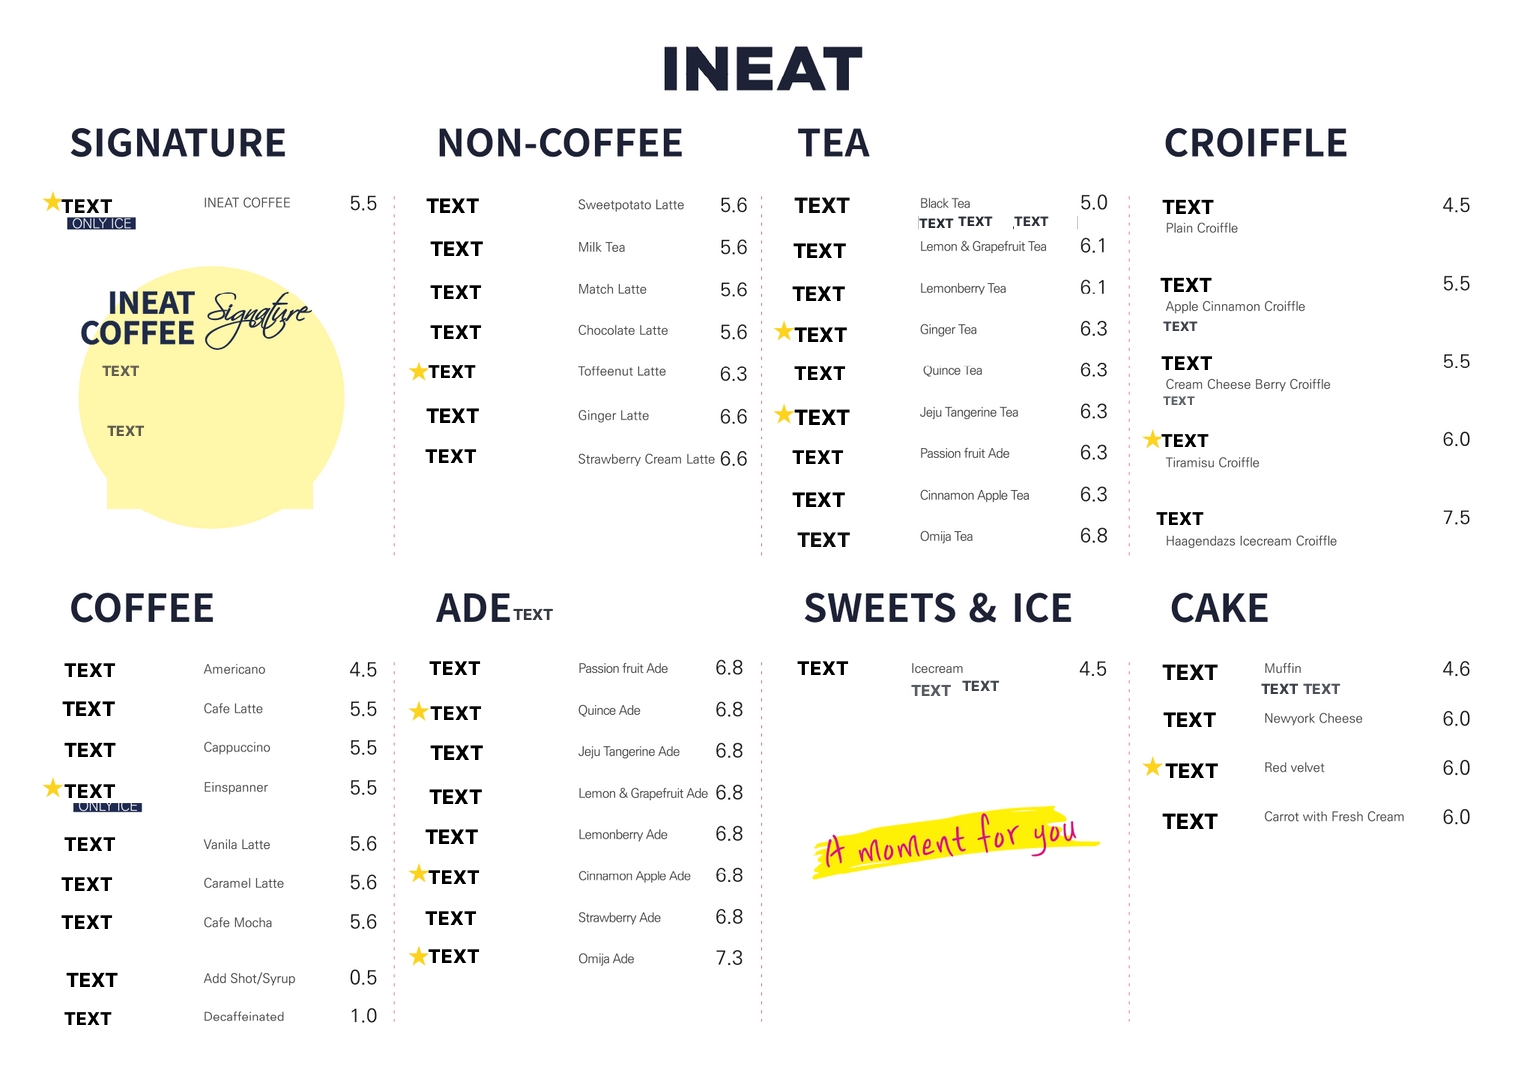 INEAT
SIGNATURE
TEXT INEAT COFFEE 5.5
ONLY ICE
INEAT COFFEE Signature
TEXT
TEXT
NON-COFFEE
TEXT Sweetpotato Latte 5.6
TEXT Milk Tea 5.6
TEXT Match Latte 5.6
TEXT Chocolate Latte 5.6
TEXT Toffeenut Latte 6.3
TEXT Ginger Latte 6.6
TEXT Strawberry Cream Latte 6.6
TEA
TEXT Black Tea 5.0
TEXT TEXT , TEXT
TEXT Lemon & Grapefruit Tea 6.1
TEXT Lemonberry Tea 6.1
TEXT Ginger Tea 6.3
TEXT Quince Tea 6.3
TEXT Jeju Tangerine Tea 6.3
TEXT Passion fruit Ade 6.3
TEXT Cinnamon Apple Tea 6.3
TEXT Omija Tea 6.8
CROIFFLE
TEXT 4.5
Plain Croiffle
TEXT 5.5
Apple Cinnamon Croiffle
TEXT
TEXT 5.5
Cream Cheese Berry Croiffle
TEXT
TEXT 6.0
Tiramisu Croiffle
TEXT 7.5
Haagendazs Icecream Croiffle
COFFEE
TEXT Americano 4.5
TEXT Cafe Latte 5.5
TEXT Cappuccino 5.5
TEXT Einspanner 5.5
ONLY ICE
TEXT Vanila Latte 5.6
TEXT Caramel Latte 5.6
TEXT Cafe Mocha 5.6
TEXT Add Shot/Syrup 0.5
TEXT Decaffeinated 1.0
ADE TEXT
TEXT Passion fruit Ade 6.8
TEXT Quince Ade 6.8
TEXT Jeju Tangerine Ade 6.8
TEXT Lemon & Grapefruit Ade 6.8
TEXT Lemonberry Ade 6.8
TEXT Cinnamon Apple Ade 6.8
TEXT Strawberry Ade 6.8
TEXT Omija Ade 7.3
SWEETS & ICE
TEXT Icecream 4.5
TEXT TEXT
A moment for you
CAKE
TEXT Muffin 4.6
TEXT TEXT
TEXT Newyork Cheese 6.0
TEXT Red velvet 6.0
TEXT Carrot with Fresh Cream 6.0